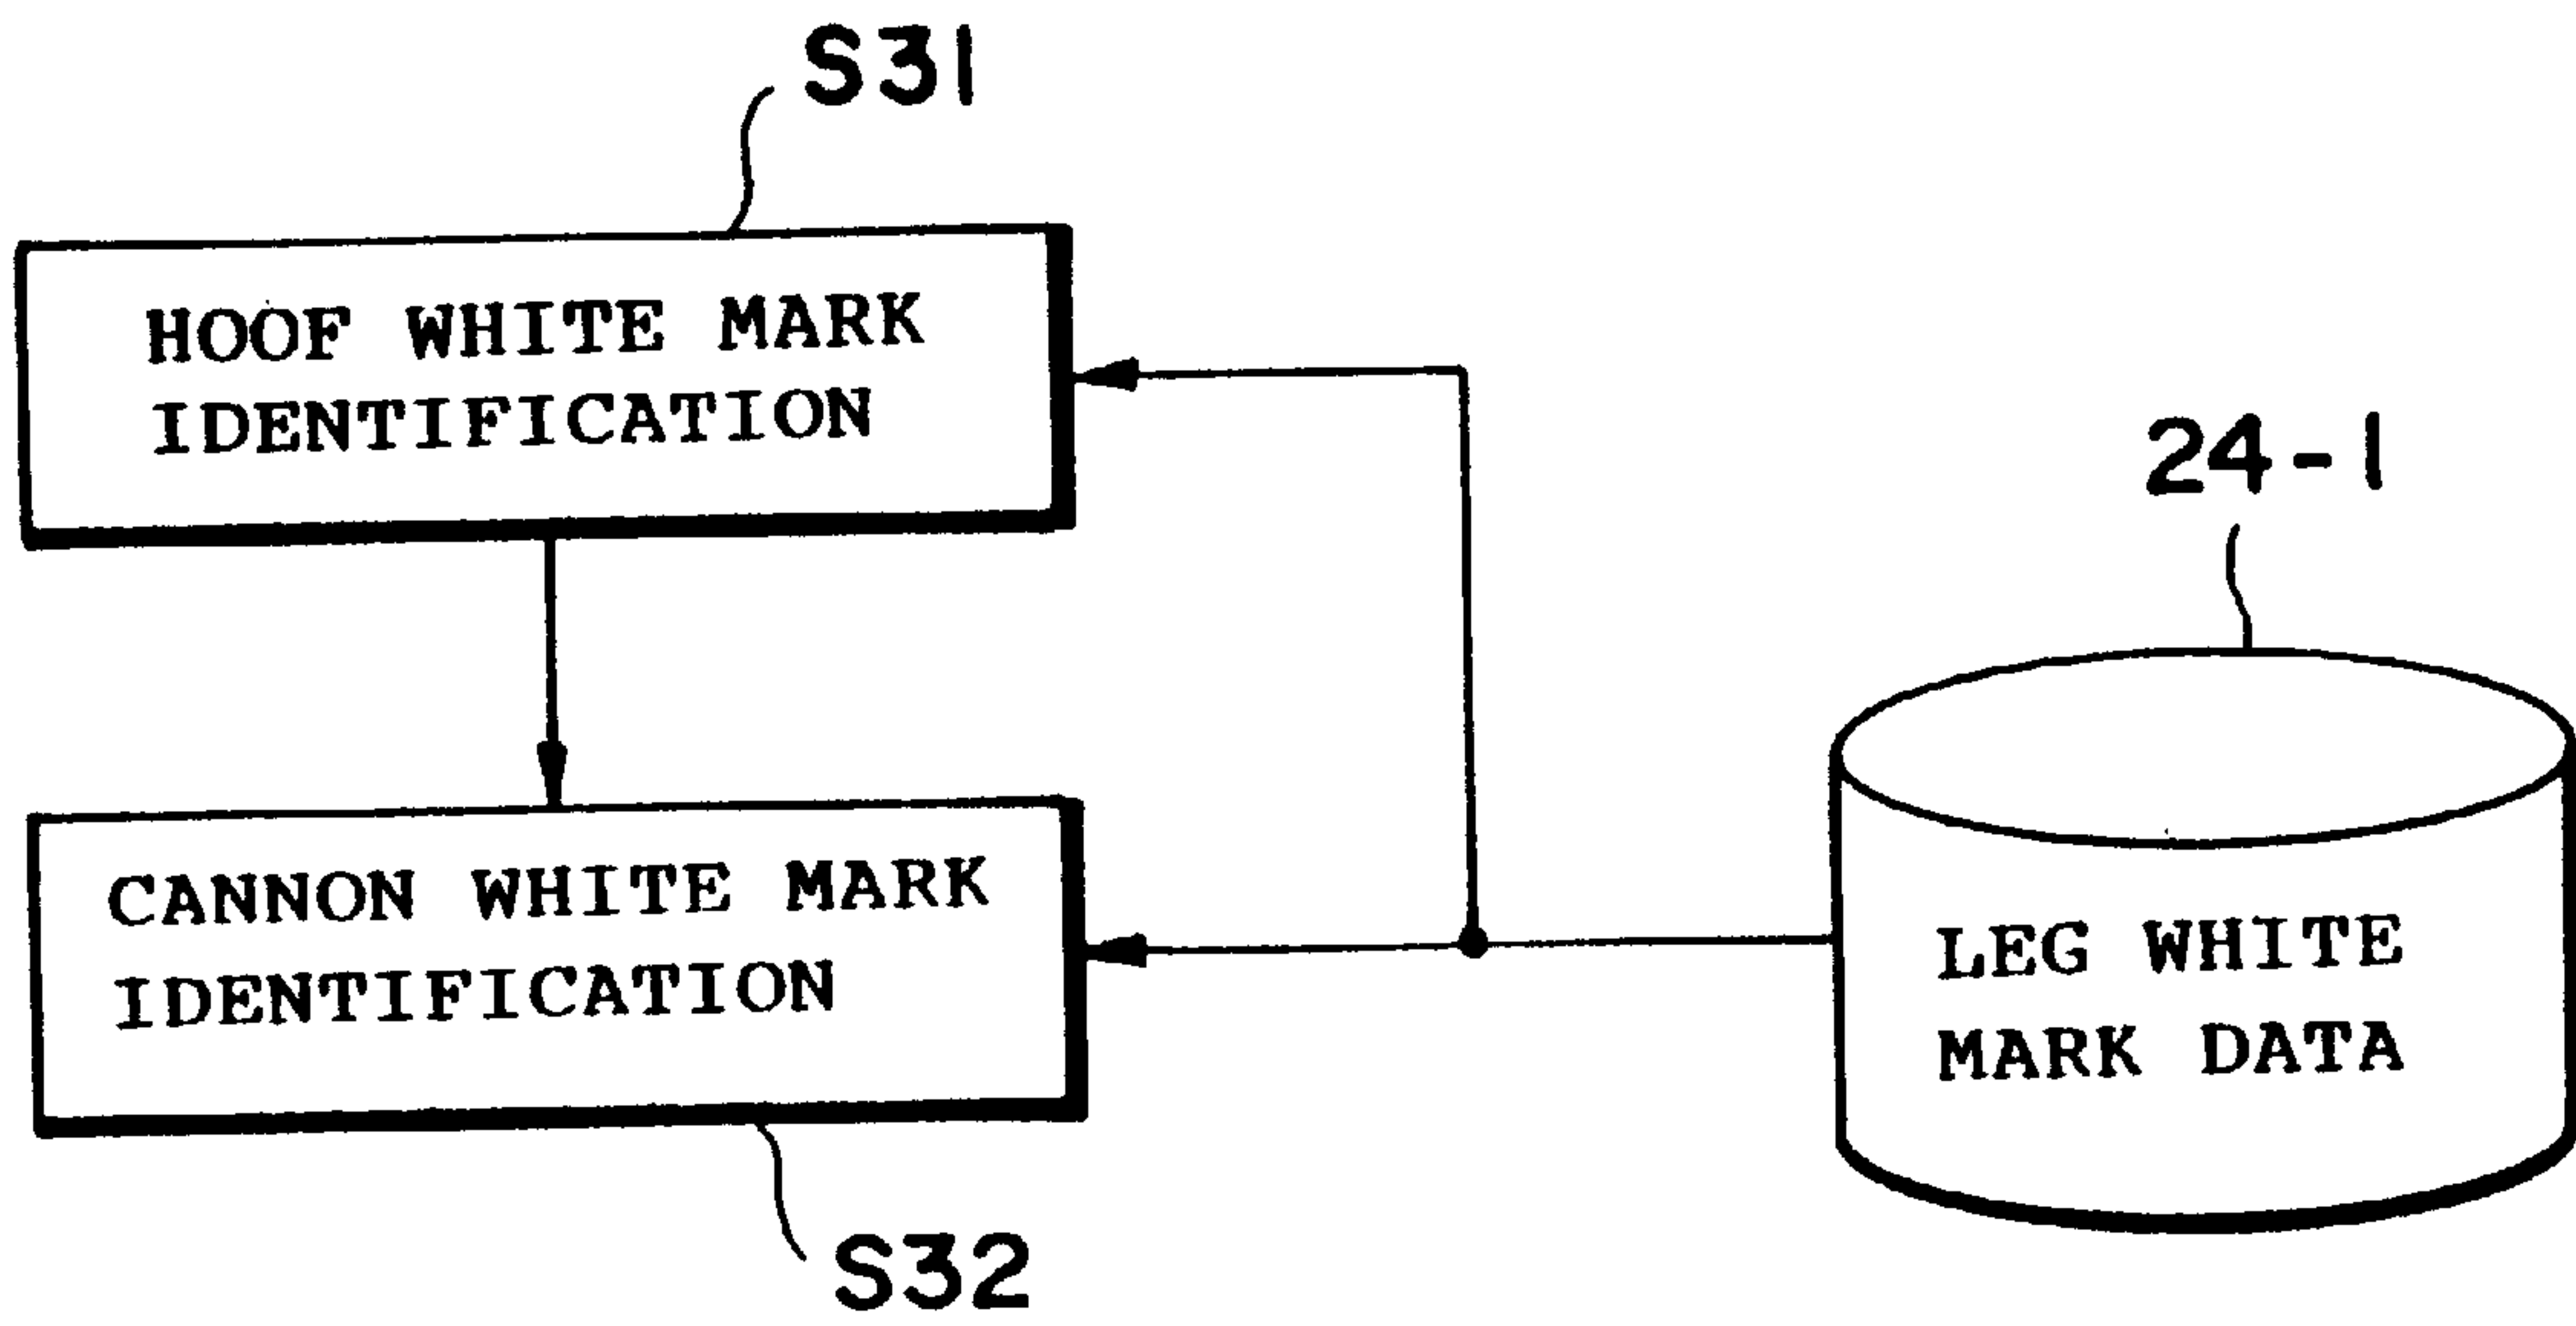 S31
HOOF WHITE MARK
IDENTIFICATION
24-1
CANNON WHITE MARK
IDENTIFICATION
LEG WHITE
MARK DATA
S32